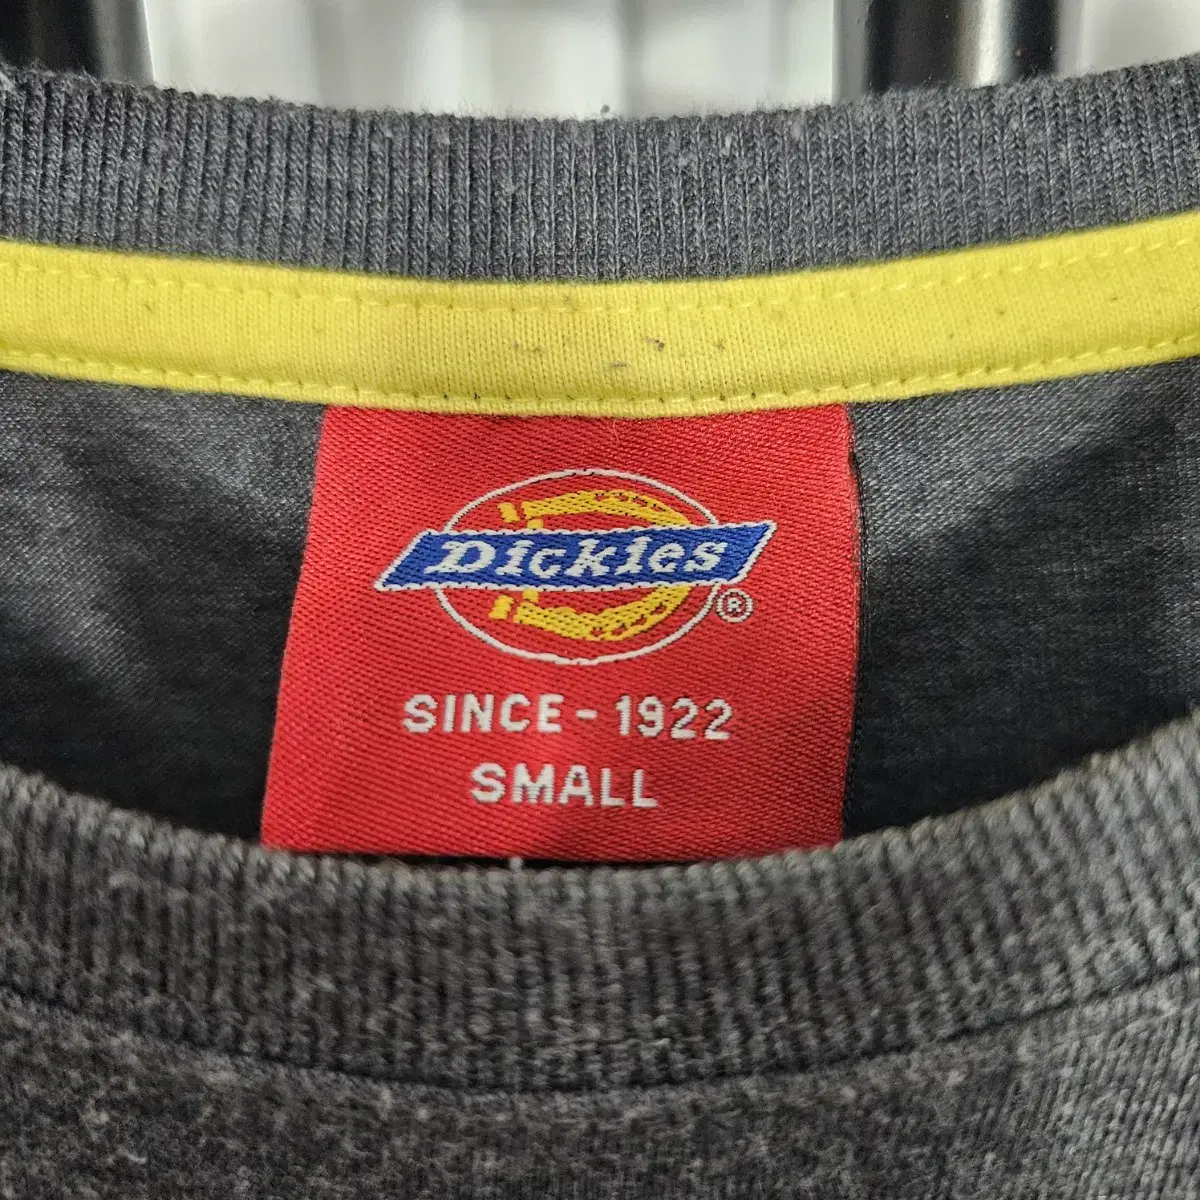 Dickies
®
SINCE - 1922
SMALL